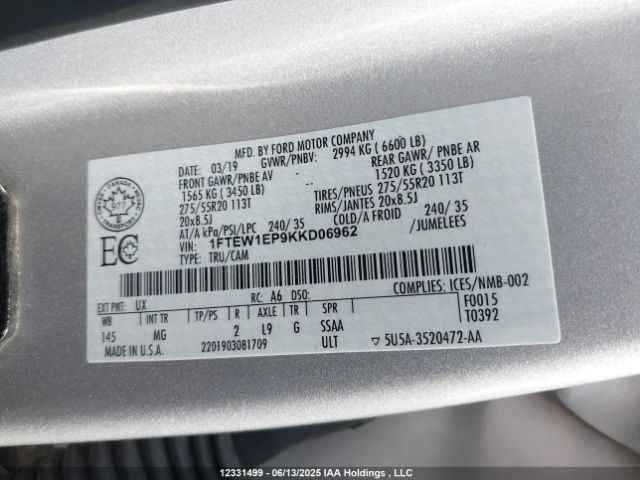 MFD. BY FORD MOTOR COMPANY
DATE: 03/19 GVWR/PNBV: 2994 KG ( 6600 LB)
FRONT GAWR/PNBE AV REAR GAWR/ PNBE AR
1565 KG ( 3450 LB) 1520 KG ( 3350 LB)
275/55R20 113T TIRES/PNEUS 275/55R20 113T
20x8.5J RIMS/JANTES 20x8.5J
AT/A kPa/PSI/LPC 240/ 35 COLD/A FROID 240/ 35
VIN: 1FTEW1EP9KKD06962 /JUMELEES
TYPE: TRU/CAM
EC
EXT PNT: UX RC: A6 DSO: COMPLIES: ICES/NMB-002
WB INT TR TP/PS R AXLE TR SPR F0015
145 MG 2 L9 G SSAA T0392
MADE IN U.S.A. 2201903081709 ULT ▽ 5U5A-3520472-AA
12331499 - 06/13/2025 IAA Holdings , LLC